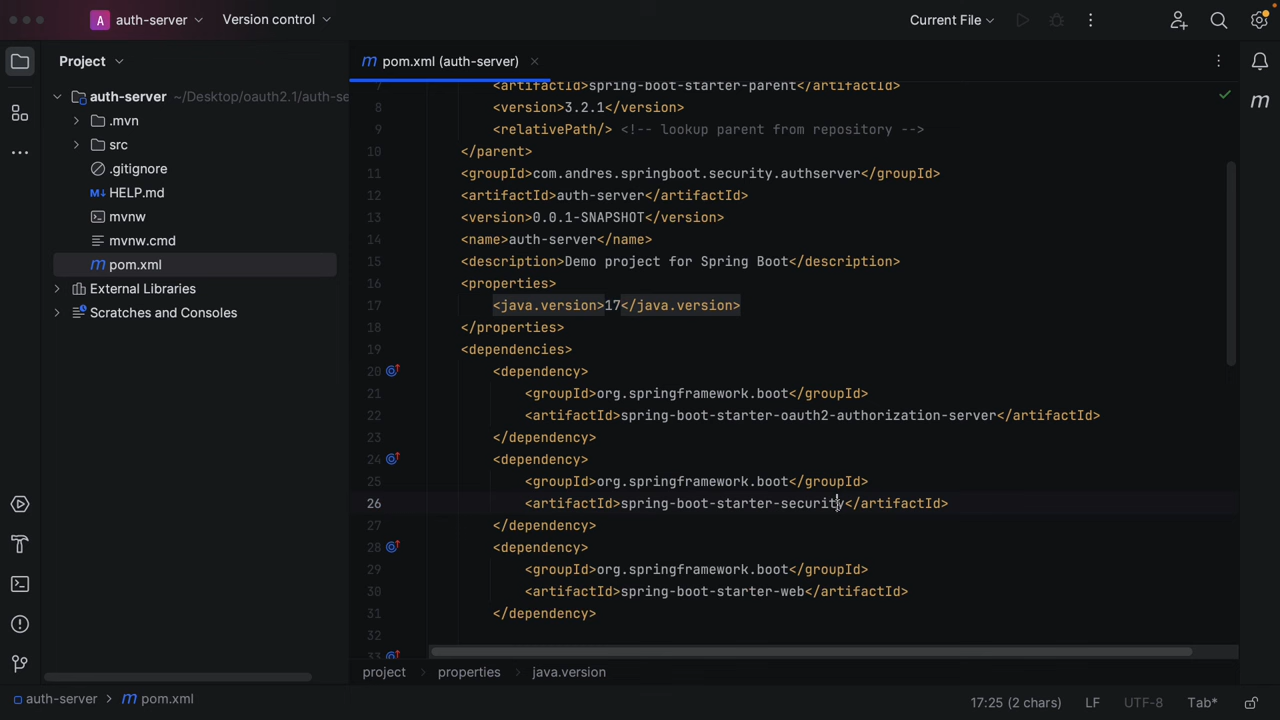 A auth-server Version control Current File
Project
pom.xml (auth-server)
auth-server ~/Desktop/oauth2.1/auth-se
.mvn
src
.gitignore
HELP.md
mvnw
mvnw.cmd
pom.xml
External Libraries
Scratches and Consoles
7 <artifactId>spring-boot-starter-parent</artifactId>
8 <version>3.2.1</version>
9 <relativePath/> <!-- lookup parent from repository -->
10 </parent>
11 <groupId>com.andres.springboot.security.authserver</groupId>
12 <artifactId>auth-server</artifactId>
13 <version>0.0.1-SNAPSHOT</version>
14 <name>auth-server</name>
15 <description>Demo project for Spring Boot</description>
16 <properties>
17 <java.version>17</java.version>
18 </properties>
19 <dependencies>
20 <dependency>
21 <groupId>org.springframework.boot</groupId>
22 <artifactId>spring-boot-starter-oauth2-authorization-server</artifactId>
23 </dependency>
24 <dependency>
25 <groupId>org.springframework.boot</groupId>
26 <artifactId>spring-boot-starter-security</artifactId>
27 </dependency>
28 <dependency>
29 <groupId>org.springframework.boot</groupId>
30 <artifactId>spring-boot-starter-web</artifactId>
31 </dependency>
32
33
project > properties > java.version
auth-server > pom.xml 17:25 (2 chars) LF UTF-8 Tab*